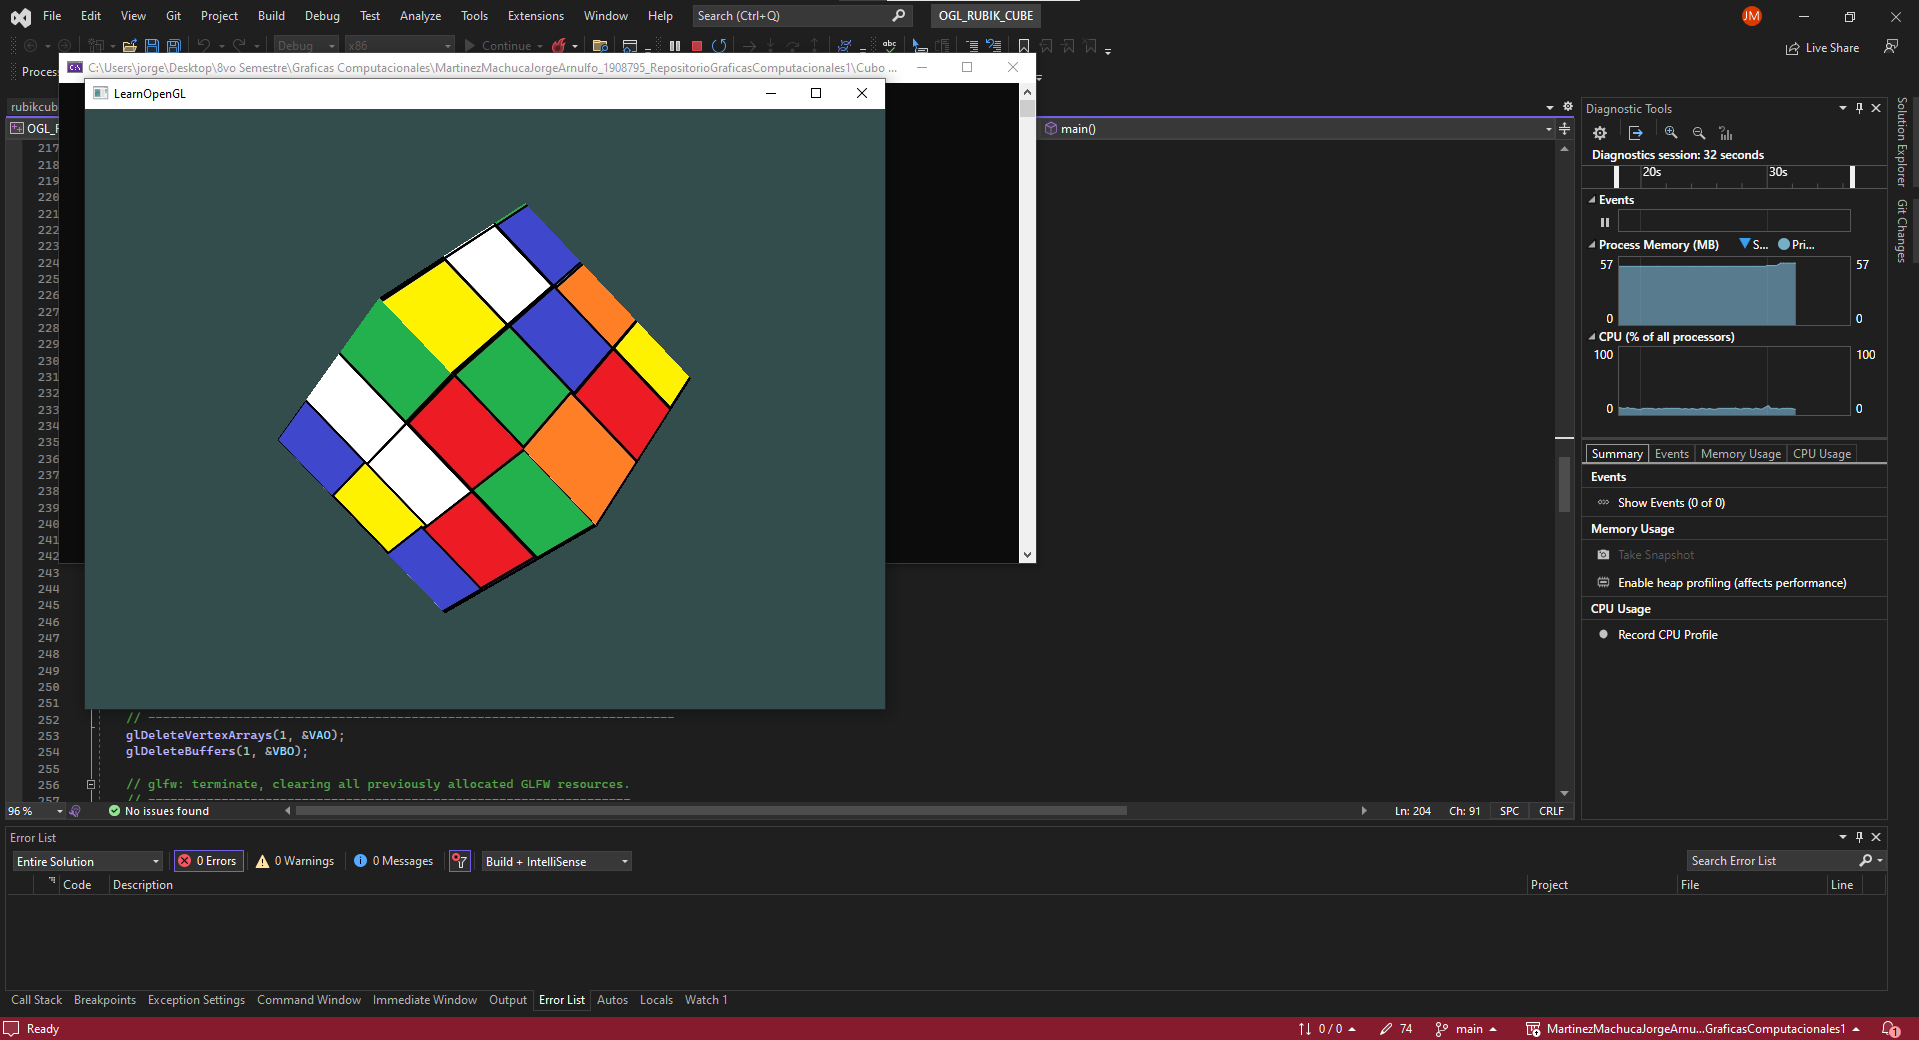 File Edit View Git Project Build Debug Test Analyze Tools Extensions Window Help Search (Ctrl+Q) OGL_RUBIK_CUBE JM
Debug x86 Continue Live Share
Proces
C:\Users\jorge\Desktop\8vo Semestre\Graficas Computacionales\MartinezMachucaJorgeArnulfo_1908795_RepositorioGraficasComputacionales1\Cubo ...
LearnOpenGL
rubikcub
OGL_R
main()
217
218
219
220
221
222
223
224
225
226
227
228
229
230
231
232
233
234
235
236
237
238
239
240
241
242
243
244
245
246
247
248
249
250
251
252 // ------------------------------------------------------------------------
253 glDeleteVertexArrays(1, &VAO);
254 glDeleteBuffers(1, &VBO);
255
256 // glfw: terminate, clearing all previously allocated GLFW resources.
257 // ------------------------------------------------------------------
96 % No issues found Ln: 204 Ch: 91 SPC CRLF
Diagnostic Tools
Diagnostics session: 32 seconds
20s 30s
Events
Process Memory (MB) S... Pri...
57 57
0 0
CPU (% of all processors)
100 100
0 0
Summary Events Memory Usage CPU Usage
Events
Show Events (0 of 0)
Memory Usage
Take Snapshot
Enable heap profiling (affects performance)
CPU Usage
Record CPU Profile
Solution Explorer
Git Changes
Error List
Entire Solution 0 Errors 0 Warnings 0 Messages Build + IntelliSense Search Error List
Code Description Project File Line
Call Stack Breakpoints Exception Settings Command Window Immediate Window Output Error List Autos Locals Watch 1
Ready 0 / 0 74 main MartinezMachucaJorgeArnu...GraficasComputacionales1 1